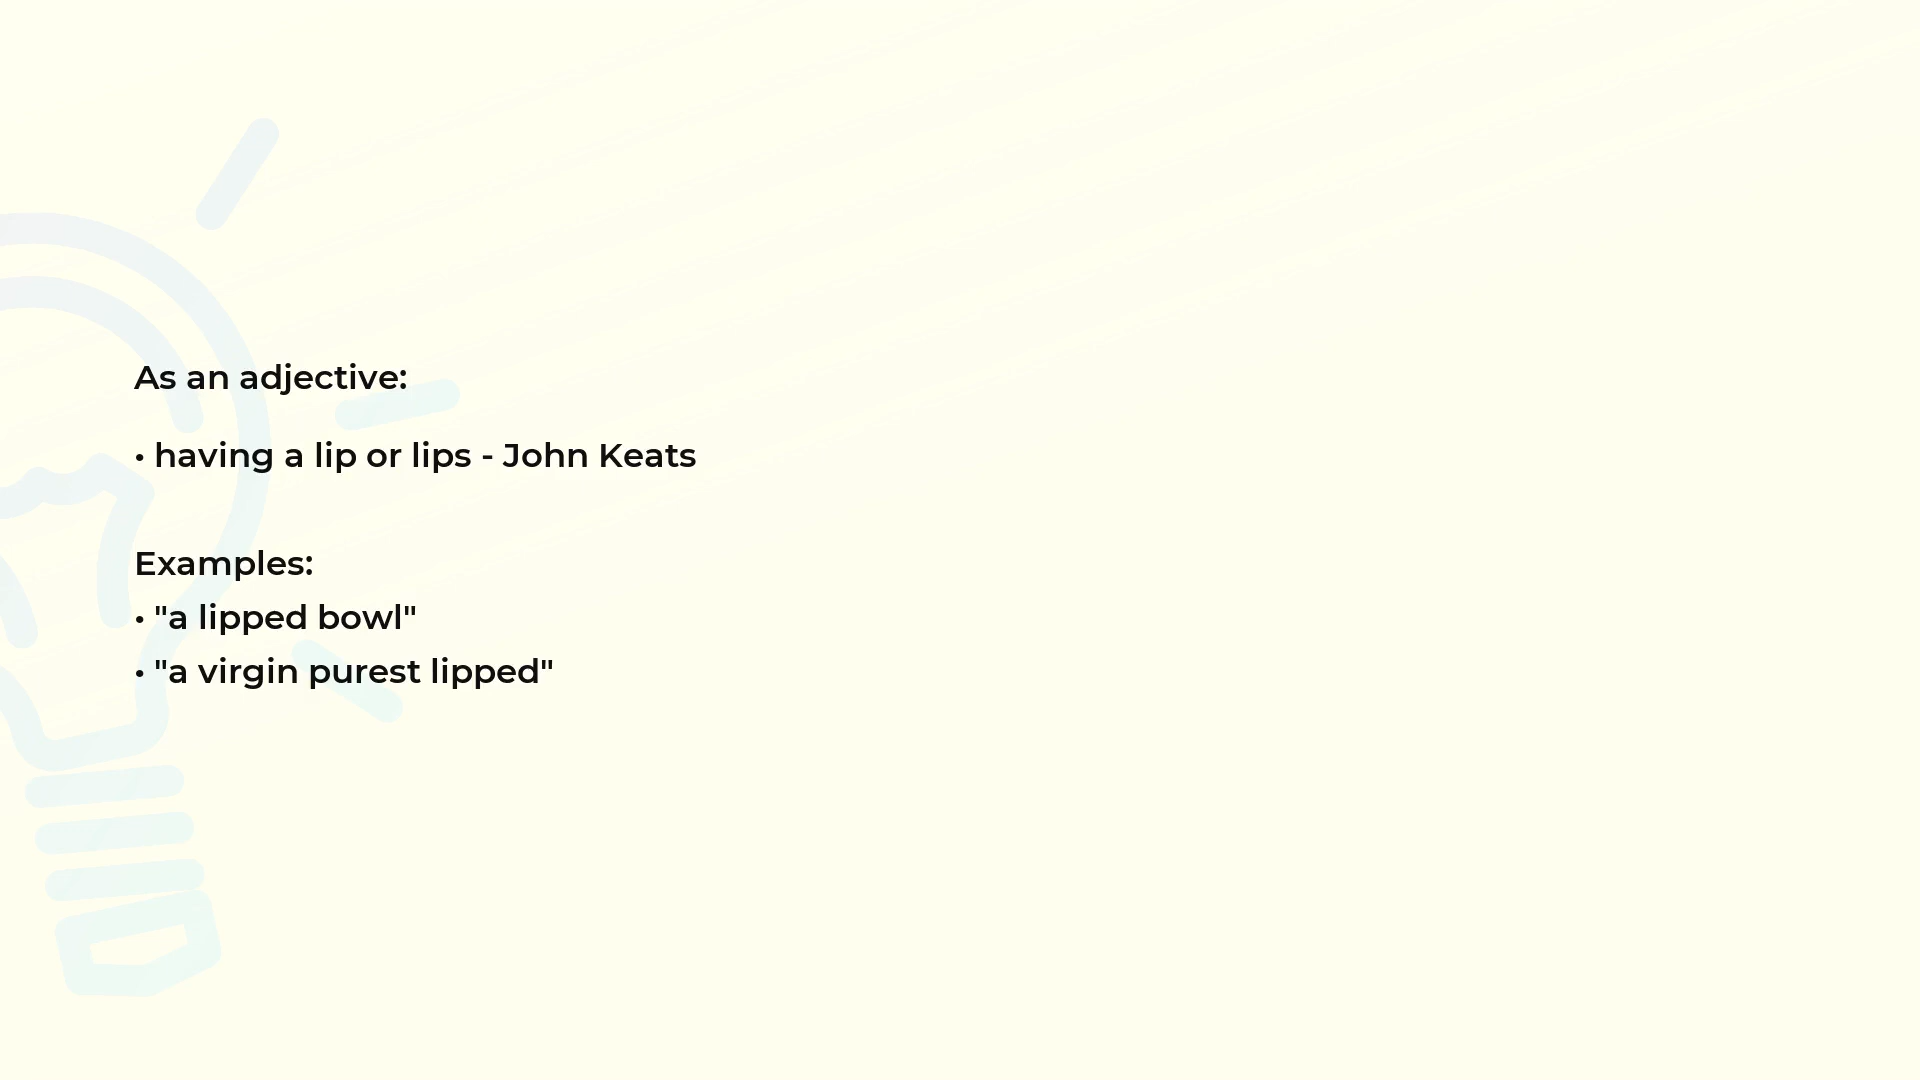 As an adjective:
• having a lip or lips - John Keats
Examples:
• "a lipped bowl"
• "a virgin purest lipped"